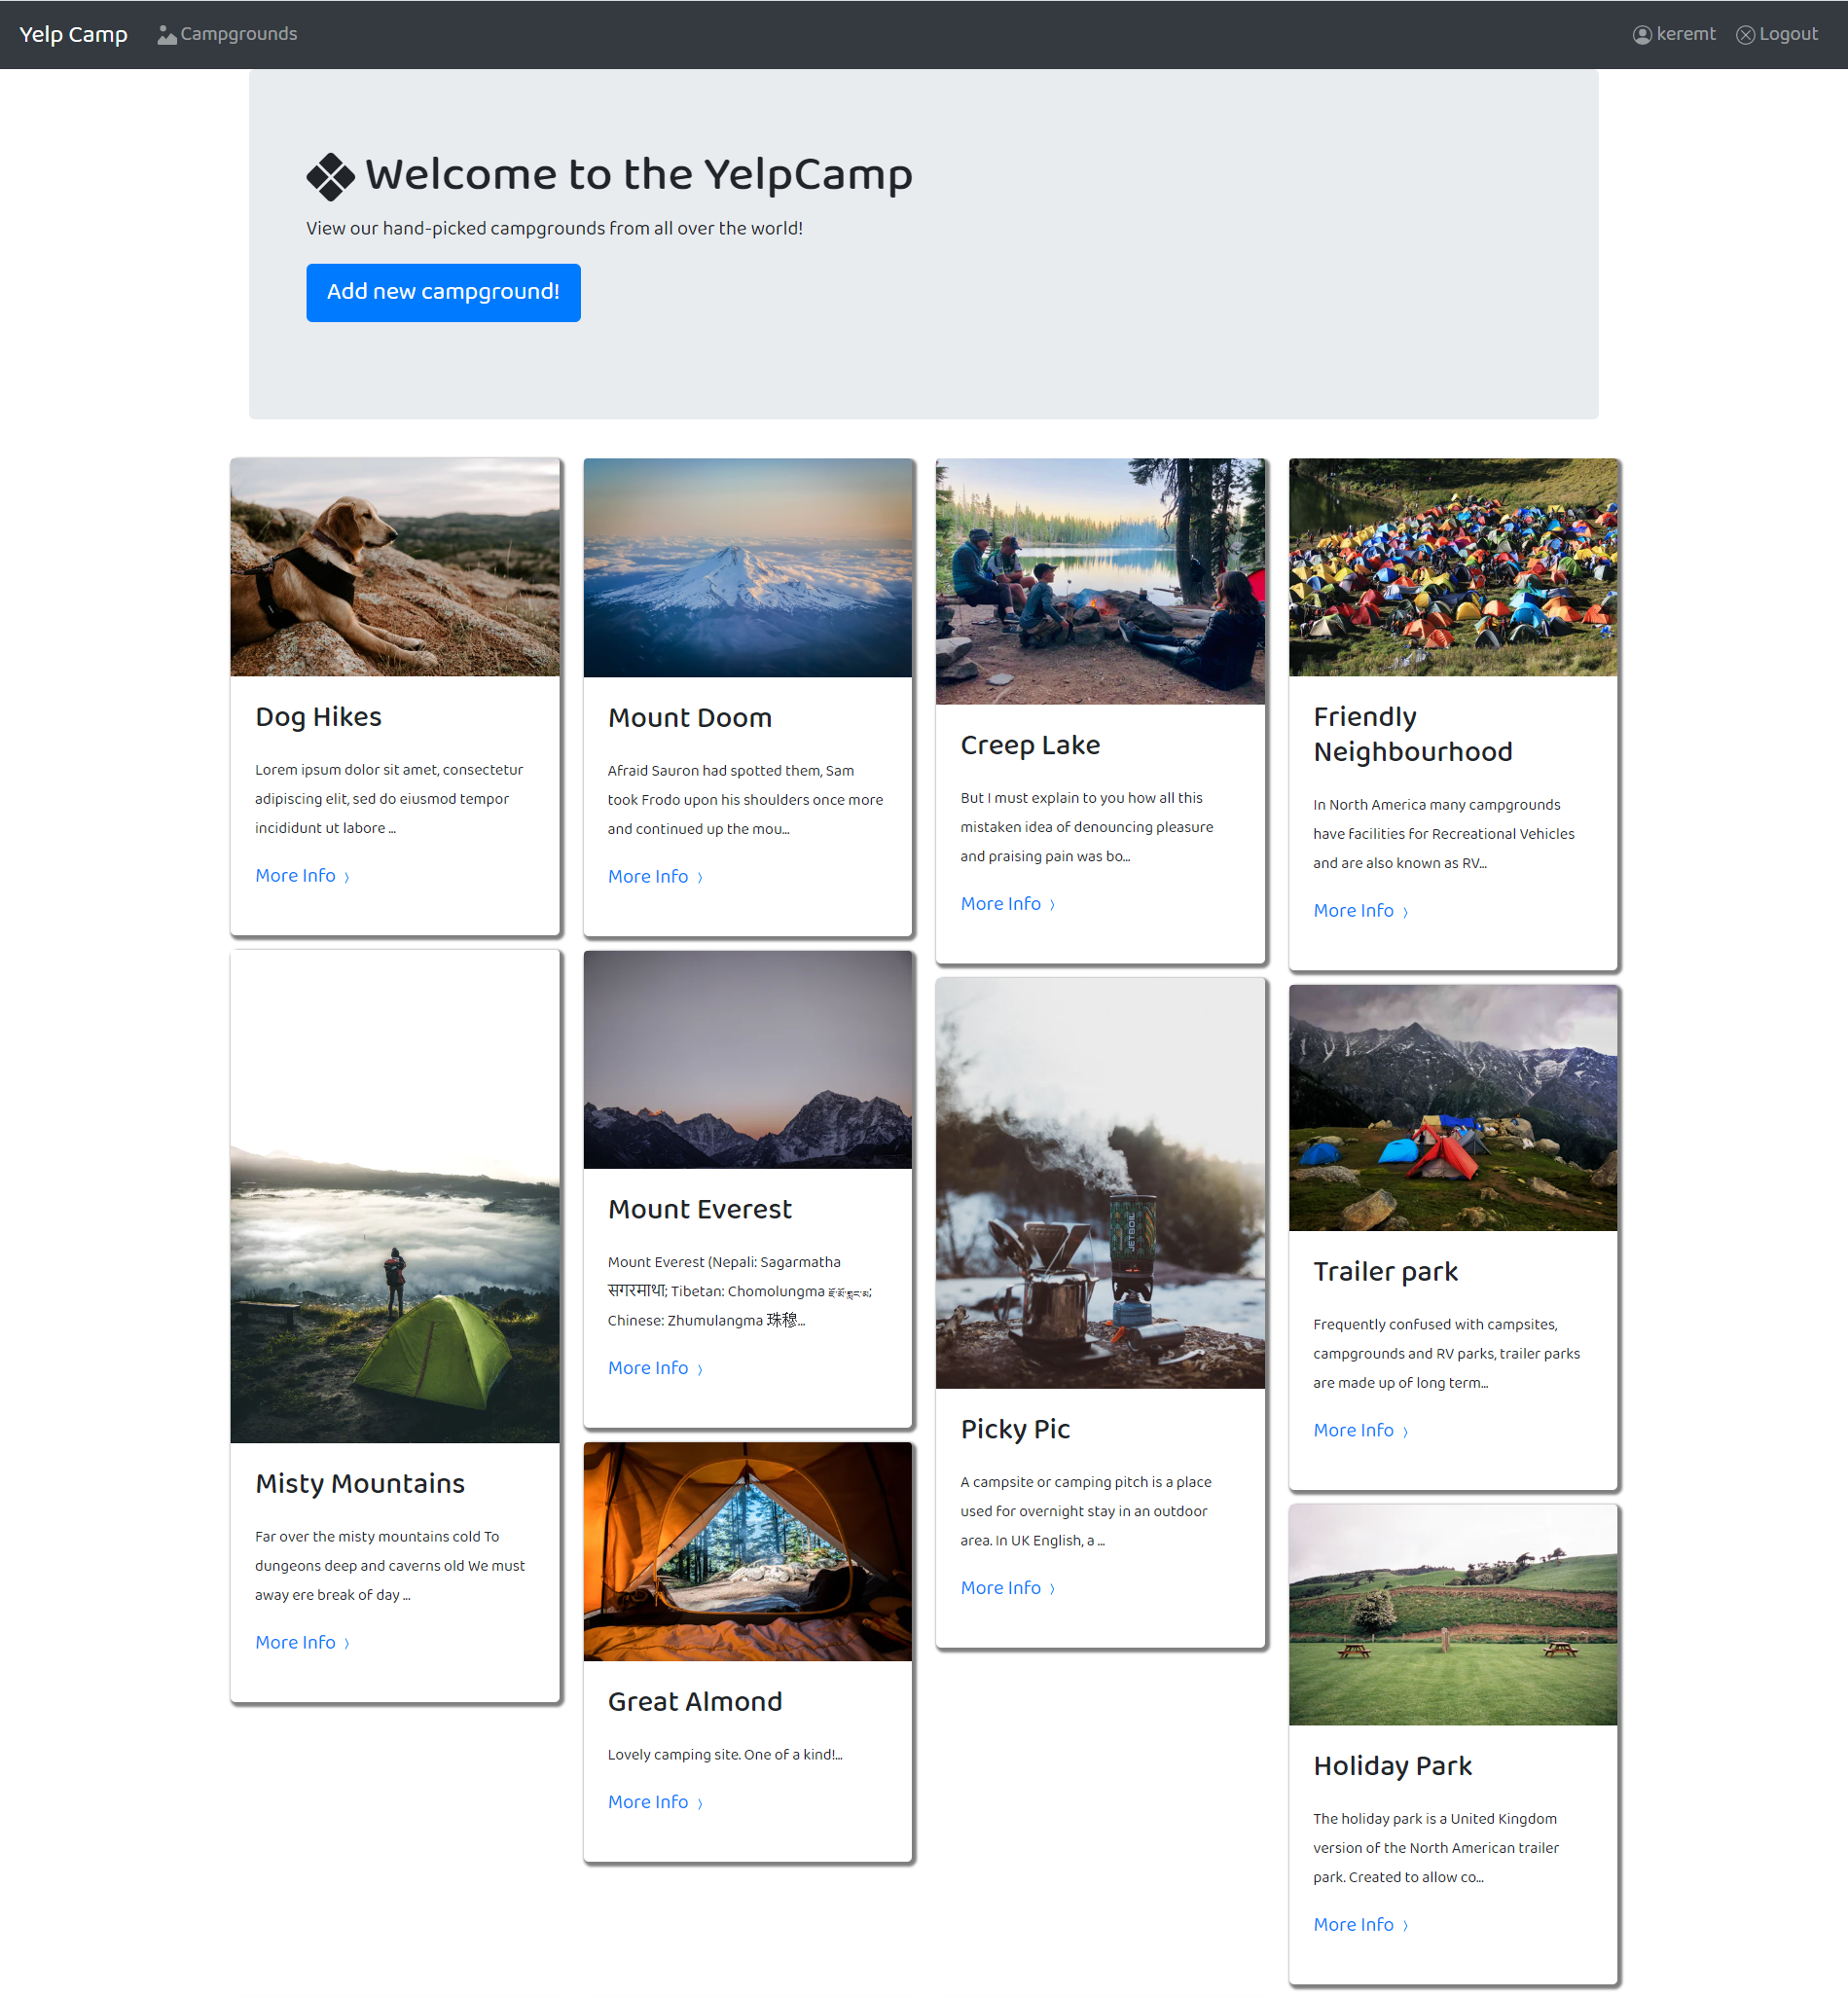 Yelp Camp
Campgrounds
keremt
Logout
Welcome to the YelpCamp
View our hand-picked campgrounds from all over the world!
Add new campground!
Dog Hikes
Lorem ipsum dolor sit amet, consectetur
adipiscing elit, sed do eiusmod tempor
incididunt ut labore ...
More Info
Mount Doom
Afraid Sauron had spotted them, Sam
took Frodo upon his shoulders once more
and continued up the mou...
More Info
Creep Lake
But I must explain to you how all this
mistaken idea of denouncing pleasure
and praising pain was bo...
More Info
Friendly
Neighbourhood
In North America many campgrounds
have facilities for Recreational Vehicles
and are also known as RV...
More Info
Misty Mountains
Far over the misty mountains cold To
dungeons deep and caverns old We must
away ere break of day ...
More Info
Mount Everest
Mount Everest (Nepali: Sagarmatha
सगरमाथा; Tibetan: Chomolungma ཇོ་མོ་གླང་མ;
Chinese: Zhumulangma 珠穆...
More Info
Great Almond
Lovely camping site. One of a kind!...
More Info
JETBOIL
Picky Pic
A campsite or camping pitch is a place
used for overnight stay in an outdoor
area. In UK English, a ...
More Info
Trailer park
Frequently confused with campsites,
campgrounds and RV parks, trailer parks
are made up of long term...
More Info
Holiday Park
The holiday park is a United Kingdom
version of the North American trailer
park. Created to allow co...
More Info